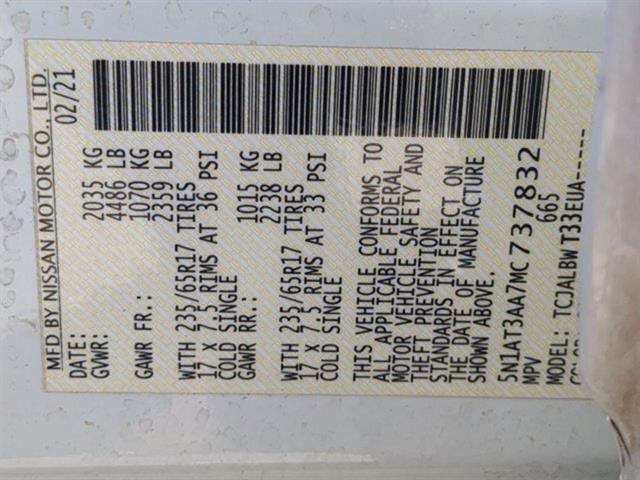 MFD BY NISSAN MOTOR CO., LTD.
DATE: 02/21
GVWR: 2035 KG
4486 LB
GAWR FR.: 1070 KG
2359 LB
WITH 235/65R17 TIRES
17 X 7.5 RIMS AT 36 PSI
COLD SINGLE
GAWR RR.: 1015 KG
2238 LB
WITH 235/65R17 TIRES
17 X 7.5 RIMS AT 33 PSI
COLD SINGLE
THIS VEHICLE CONFORMS TO
ALL APPLICABLE FEDERAL
MOTOR VEHICLE SAFETY AND
THEFT PREVENTION
STANDARDS IN EFFECT ON
THE DATE OF MANUFACTURE
SHOWN ABOVE.
5N1AT3AA7MC737832
MPV 665
MODEL: TCJALBWT33EUA-----